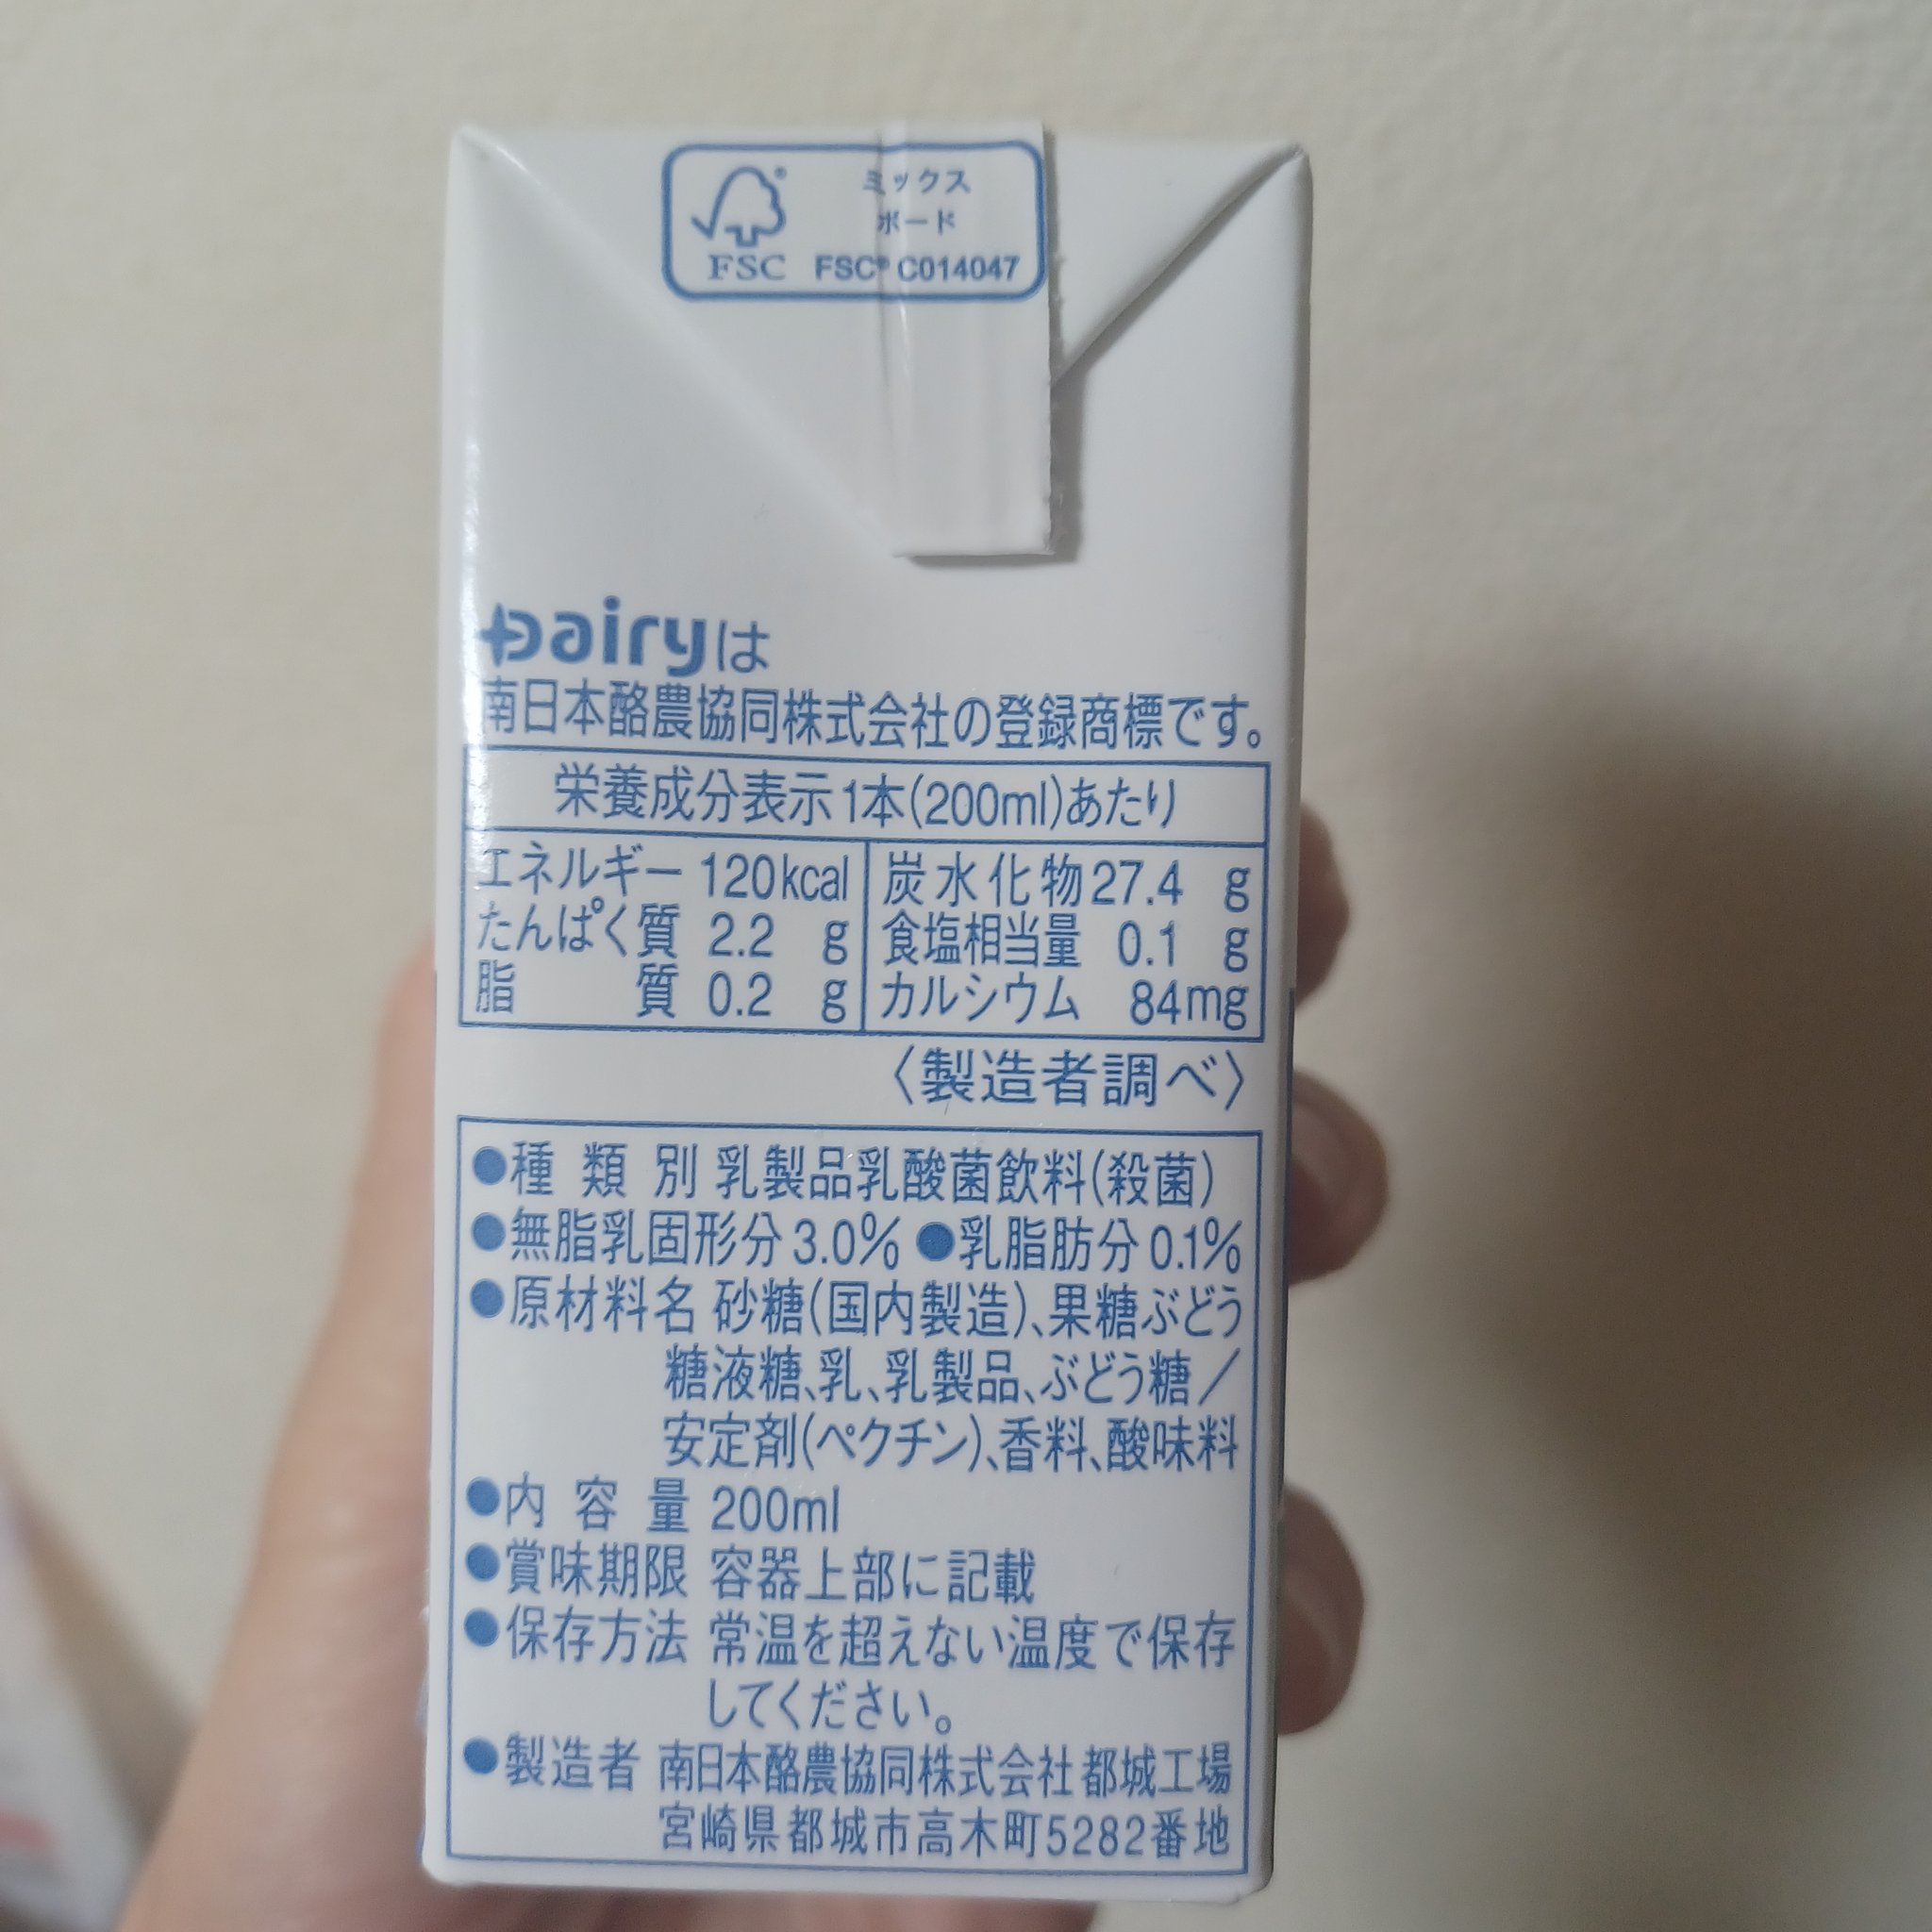 ミックス
ボード
FSC FSC® C014047
Dairyは
南日本酪農協同株式会社の登録商標です。
栄養成分表示1本(200ml)あたり
エネルギー 120kcal 炭水化物 27.4 g
たんぱく質 2.2 g 食塩相当量 0.1 g
脂質 0.2 g カルシウム 84mg
〈製造者調べ〉
●種類別 乳製品乳酸菌飲料(殺菌)
●無脂乳固形分 3.0% ●乳脂肪分 0.1%
●原材料名 砂糖(国内製造)、果糖ぶどう
糖液糖、乳、乳製品、ぶどう糖/
安定剤(ペクチン)、香料、酸味料
●内容量 200ml
●賞味期限 容器上部に記載
●保存方法 常温を超えない温度で保存
してください。
●製造者 南日本酪農協同株式会社都城工場
宮崎県都城市高木町5282番地